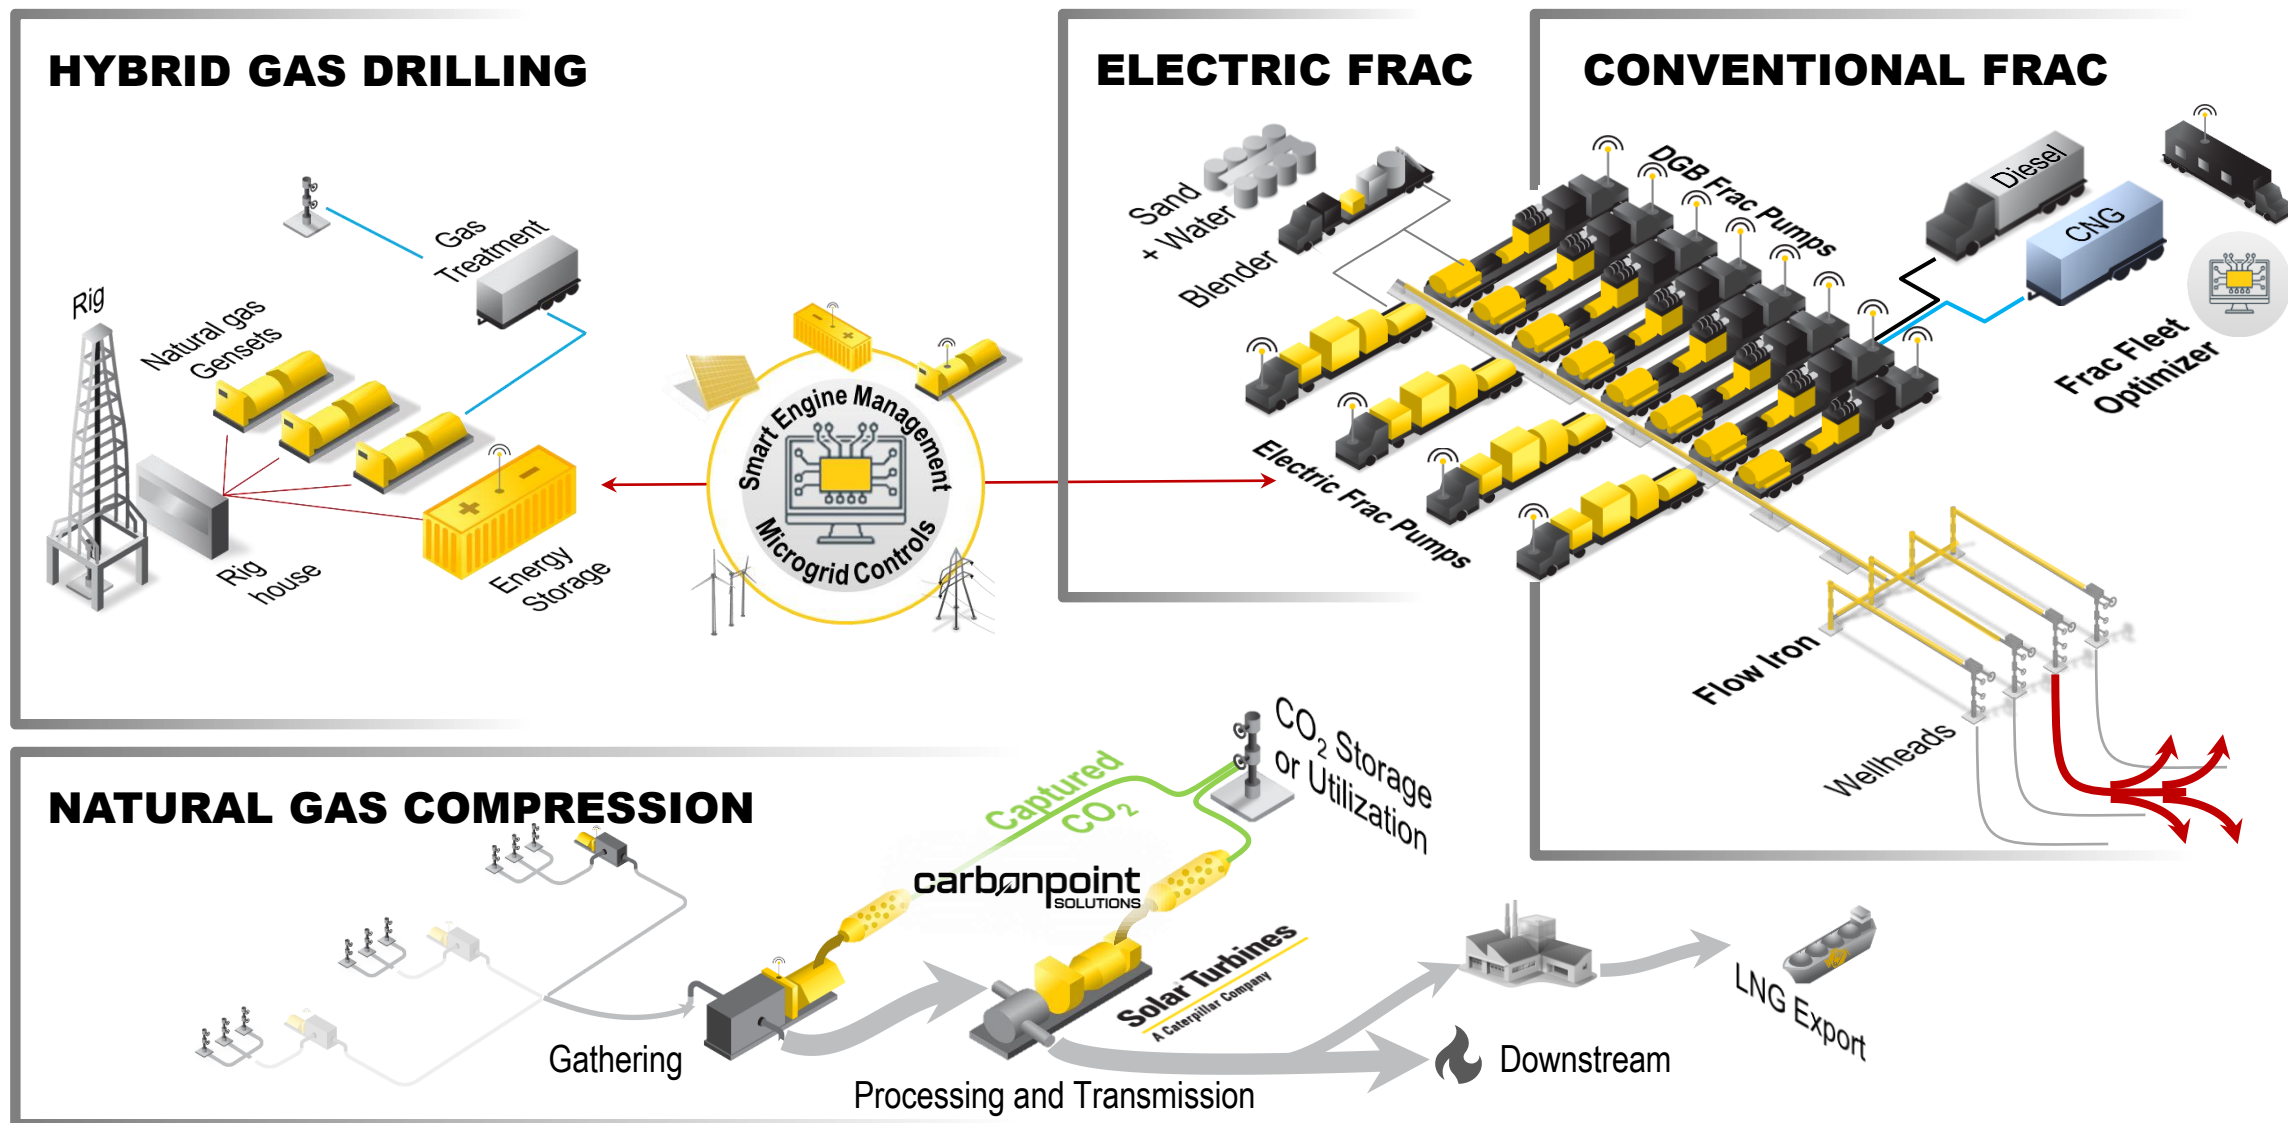 HYBRID GAS DRILLING
Rig
Natural gas
Gensets
Gas
Treatment
Rig
house
Energy
Storage
Smart Engine Management
Microgrid Controls
ELECTRIC FRAC
Sand
+ Water
Blender
Electric Frac Pumps
CONVENTIONAL FRAC
DGB Frac Pumps
Diesel
CNG
Frac Fleet
Optimizer
Flow Iron
Wellheads
NATURAL GAS COMPRESSION
Captured
CO₂
CO₂ Storage
or Utilization
carbonpoint
SOLUTIONS
Solar Turbines
A Caterpillar Company
Gathering
Processing and Transmission
Downstream
LNG Export